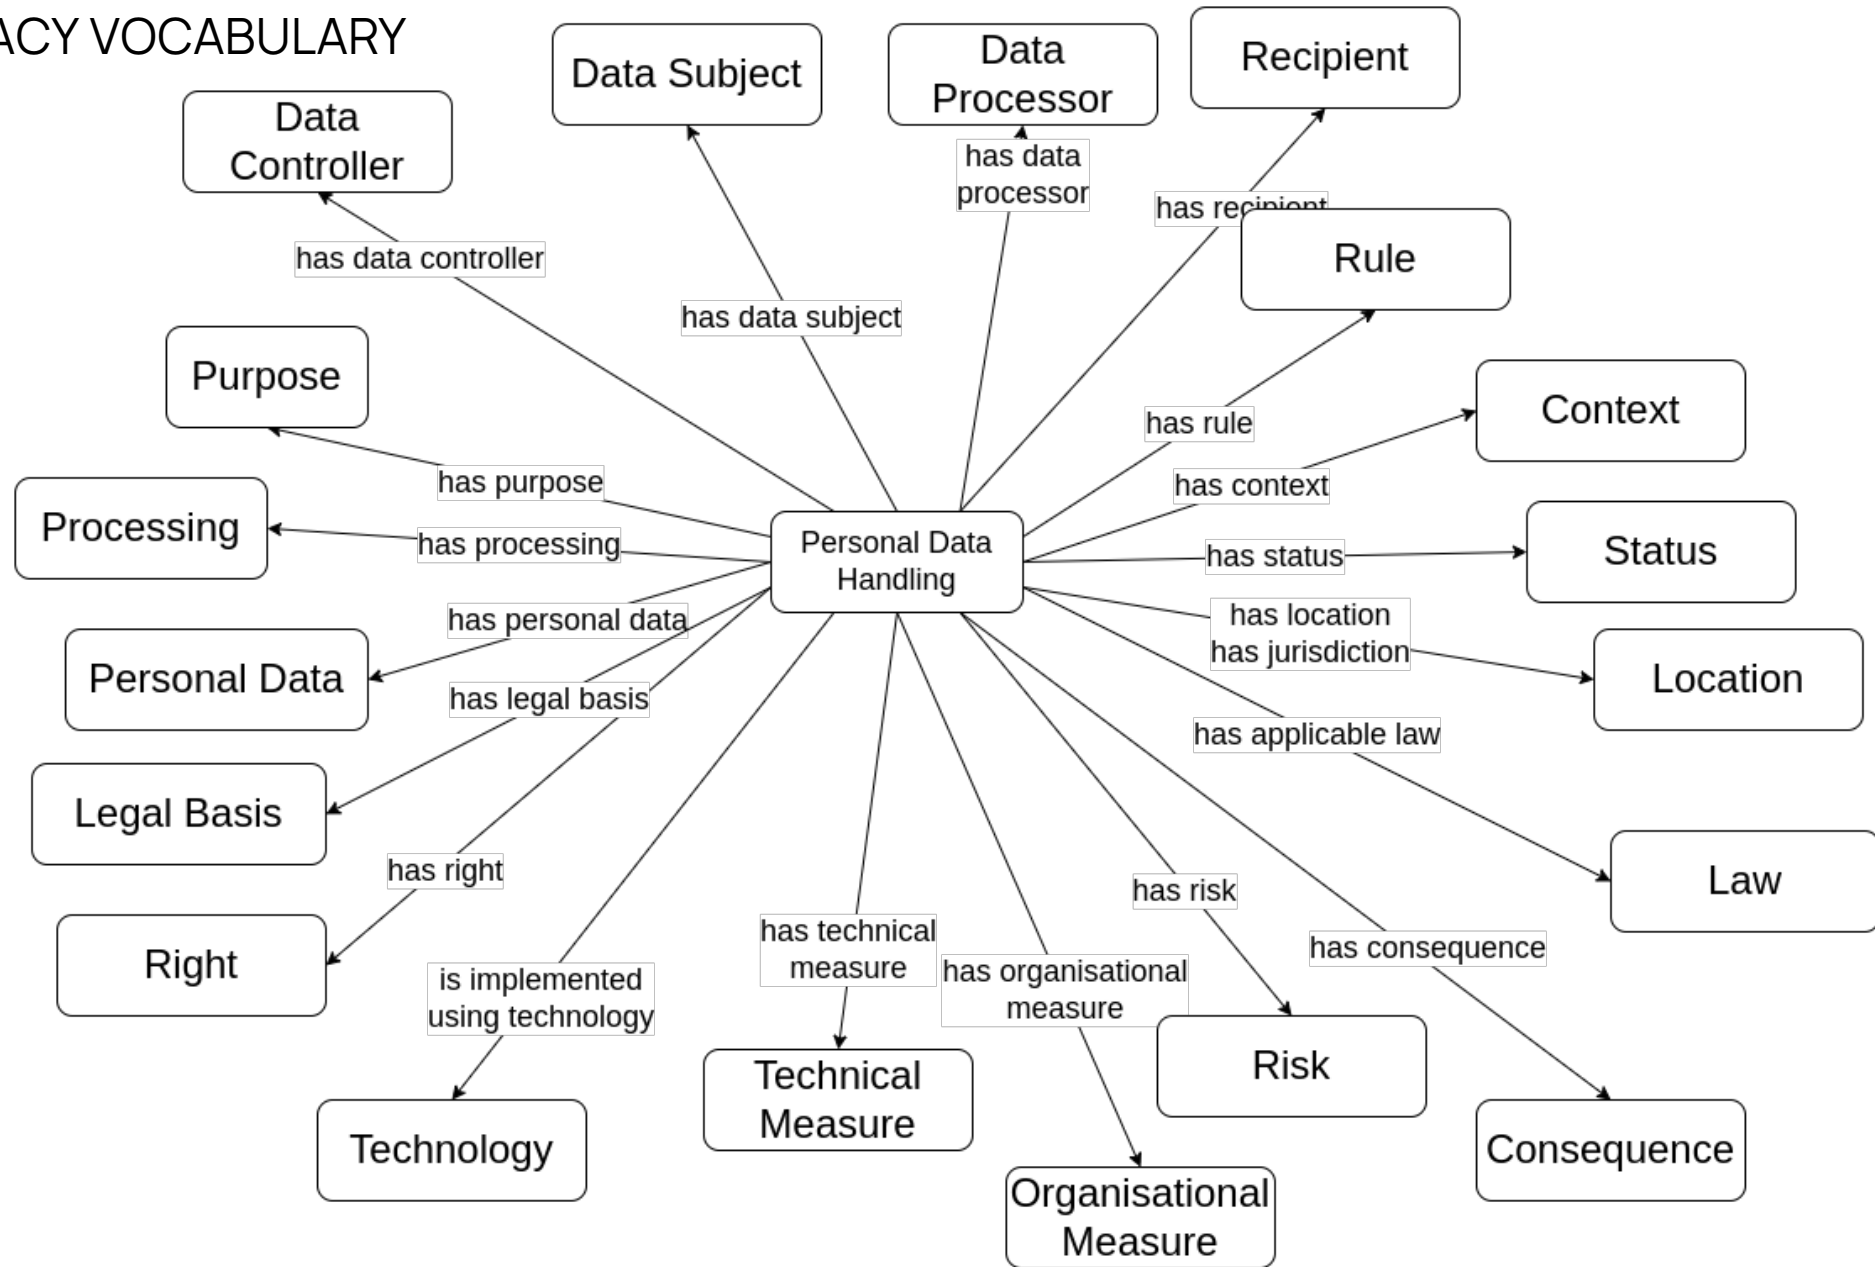 ACY VOCABULARY
Data Subject
Data
Processor
Recipient
Data
Controller
has data
processor
has recipient
has data controller
Rule
has data subject
Purpose
Context
has rule
has purpose
has context
Processing
has processing
Personal Data
Handling
has status
Status
has personal data
has location
has jurisdiction
Personal Data
Location
has legal basis
has applicable law
Legal Basis
has right
has risk
Law
Right
has technical
measure
has consequence
is implemented
using technology
has organisational
measure
Risk
Technical
Measure
Technology
Consequence
Organisational
Measure